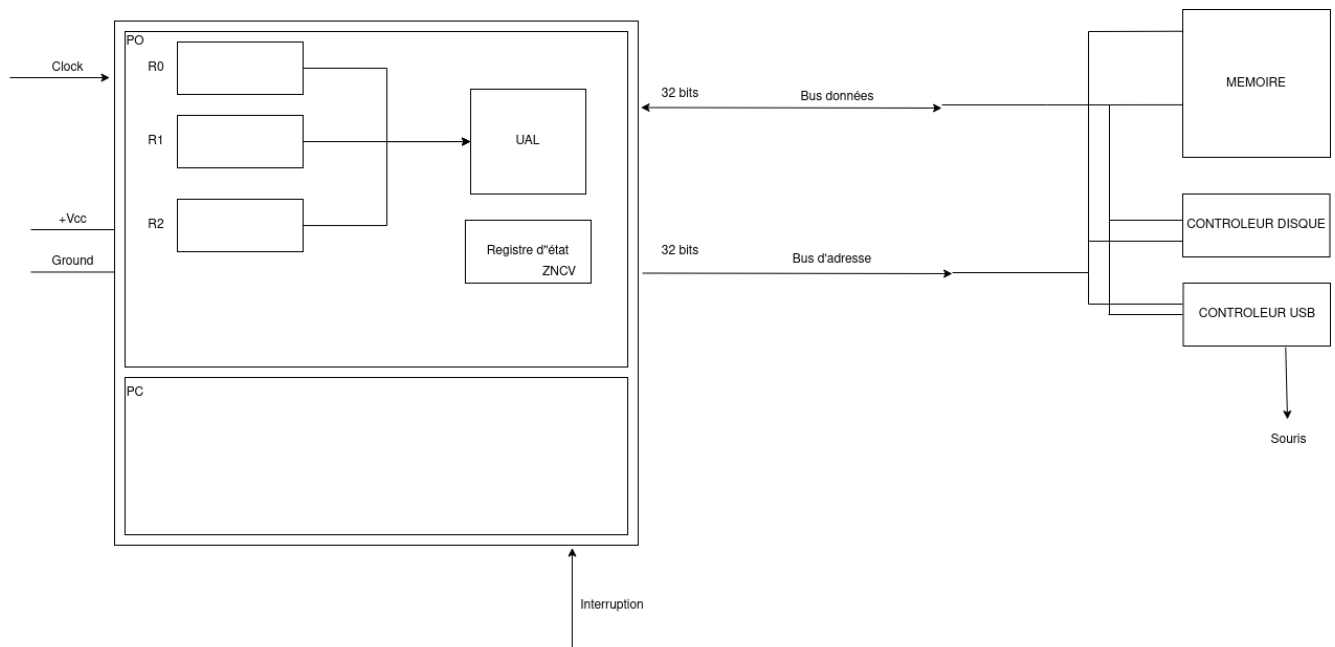 PO
R0
Clock
32 bits
Bus données
MEMOIRE
R1
UAL
+Vcc
R2
CONTROLEUR DISQUE
Ground
Registre d"état
ZNCV
32 bits
Bus d'adresse
CONTROLEUR USB
PC
Souris
Interruption